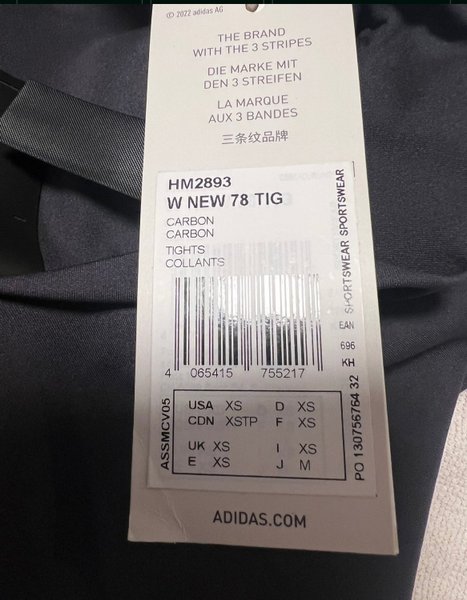 © 2022 adidas AG
THE BRAND
WITH THE 3 STRIPES
DIE MARKE MIT
DEN 3 STREIFEN
LA MARQUE
AUX 3 BANDES
三条纹品牌
HM2893
W NEW 78 TIG
CARBON
CARBON
TIGHTS
COLLANTS
SPORTSWEAR SPORTSWEAR
EAN
696
KH
4 065415 755217
ASSMCV05
USA XS D XS
CDN XSTP F XS
UK XS I XS
E XS J M
PO 130756764 32
ADIDAS.COM